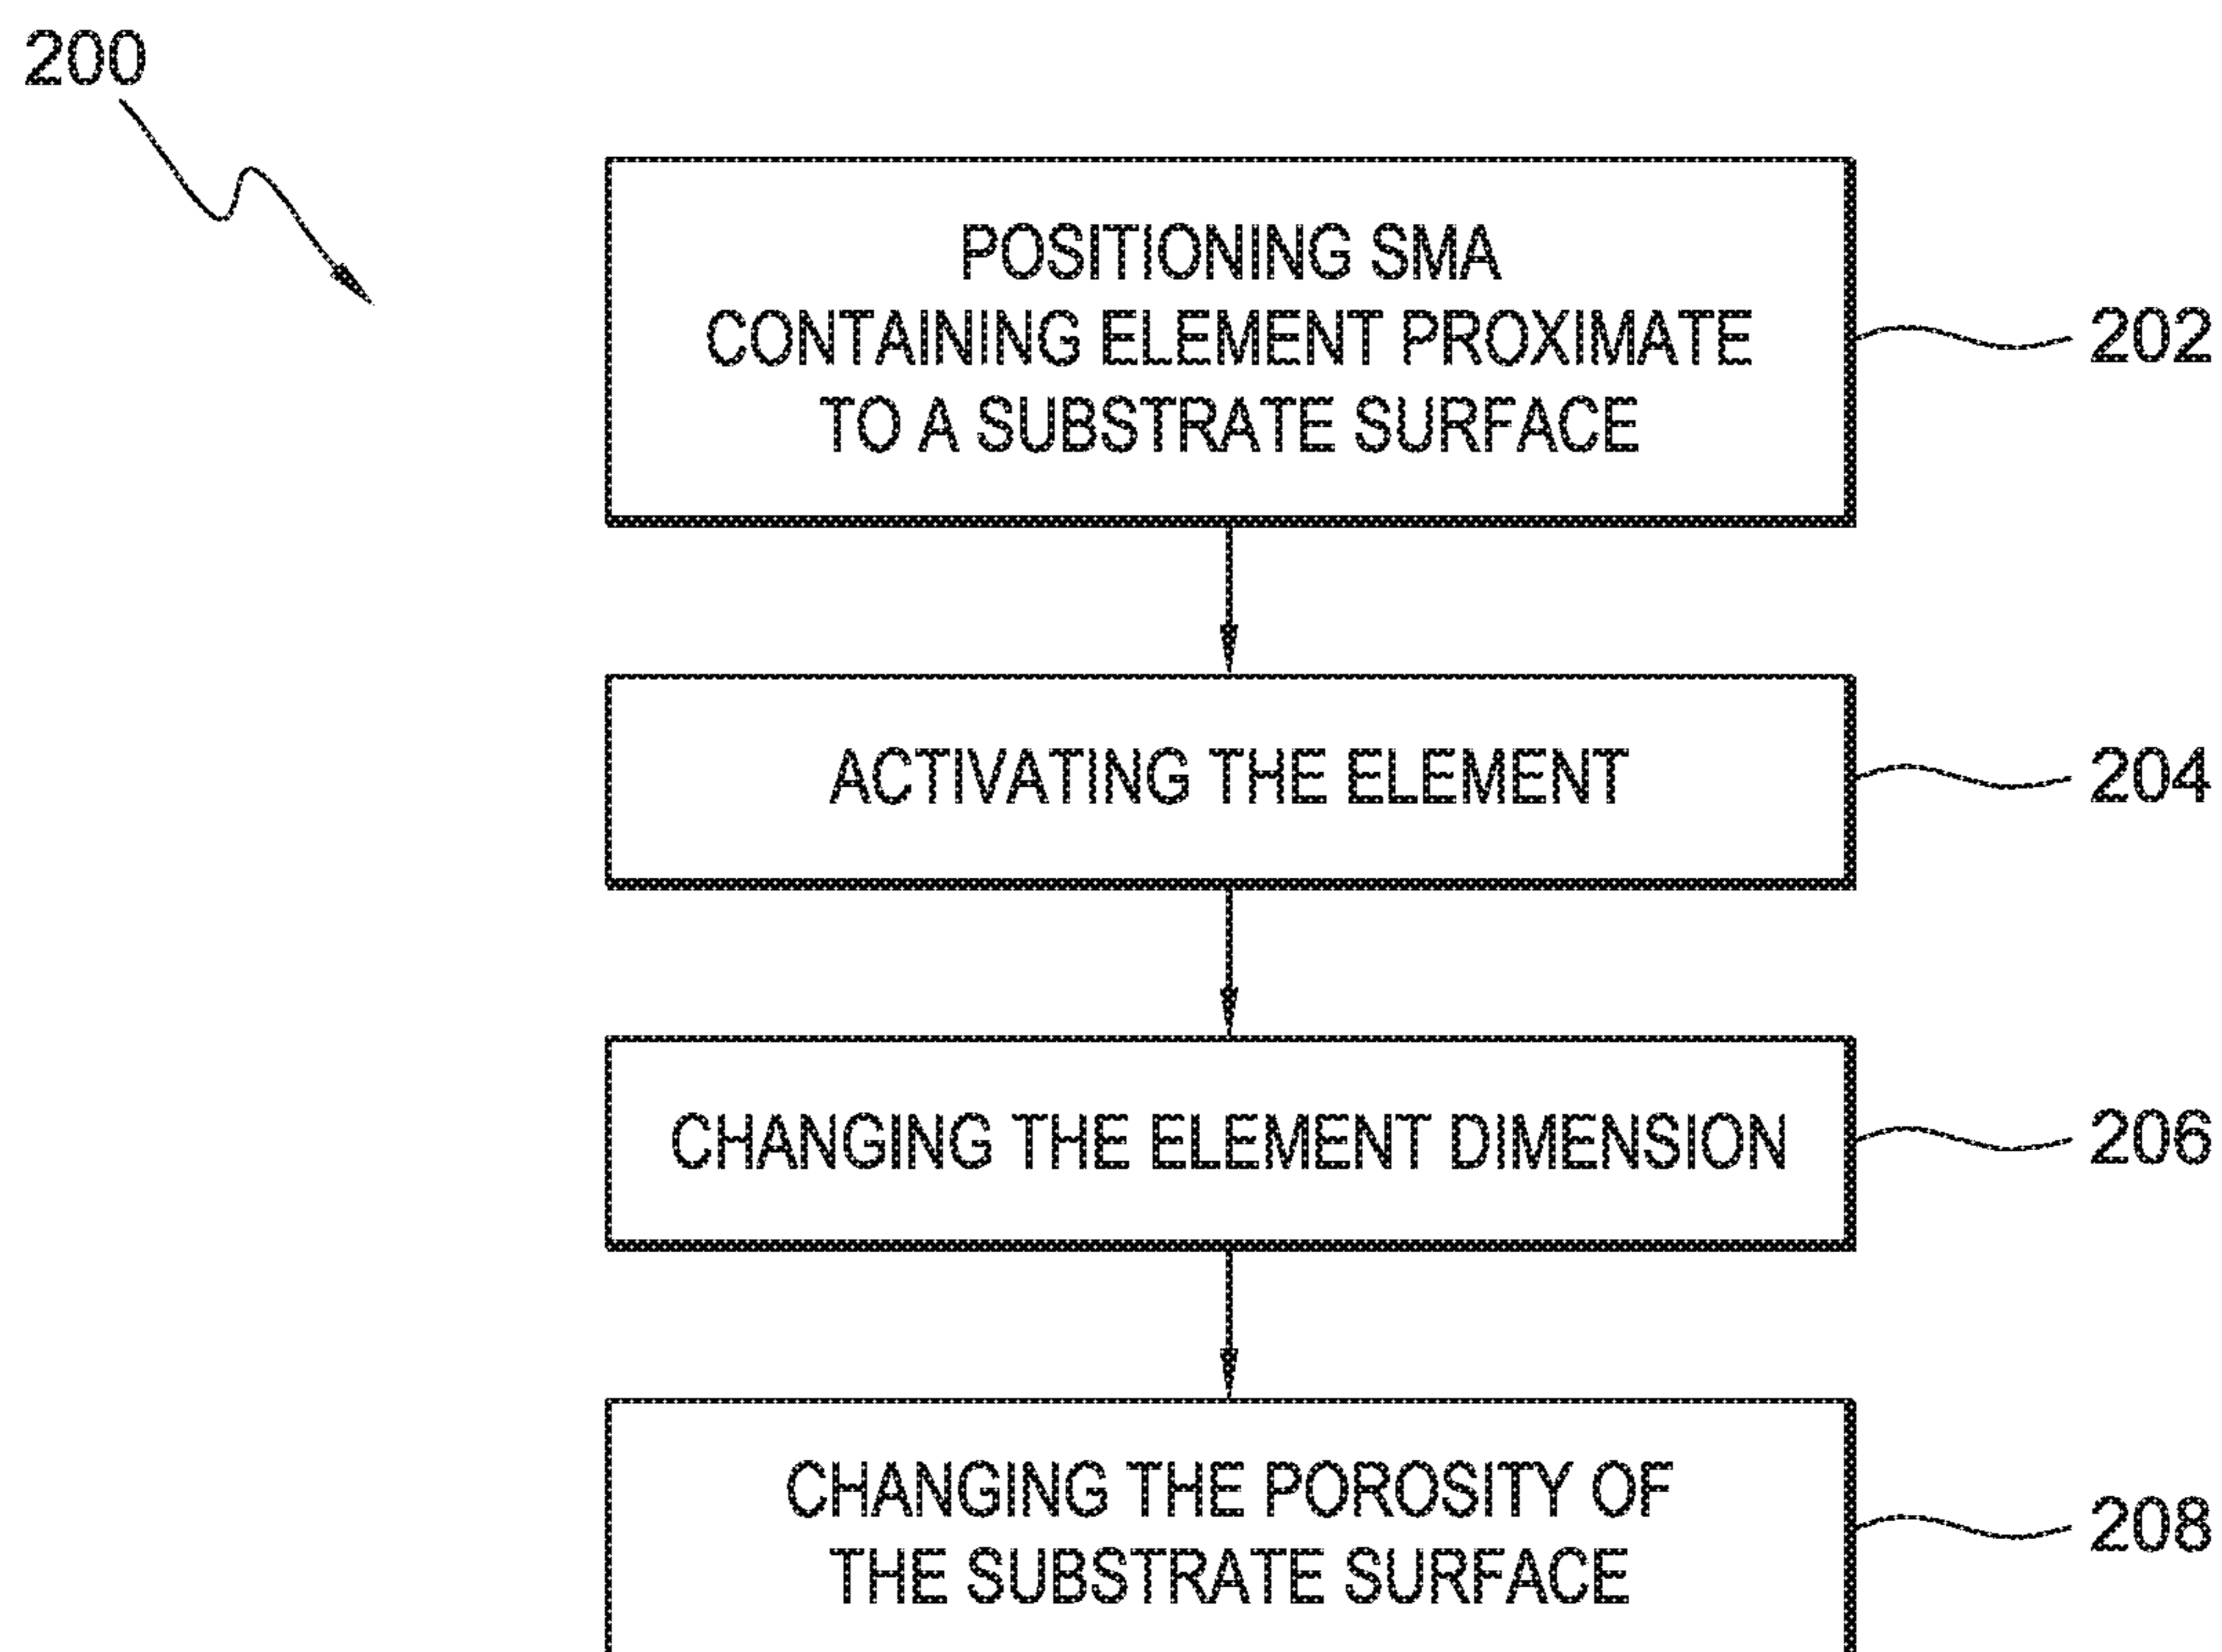 200
POSITIONING SMA
CONTAINING ELEMENT PROXIMATE
TO A SUBSTRATE SURFACE
202
ACTIVATING THE ELEMENT
204
CHANGING THE ELEMENT DIMENSION
206
CHANGING THE POROSITY OF
THE SUBSTRATE SURFACE
208